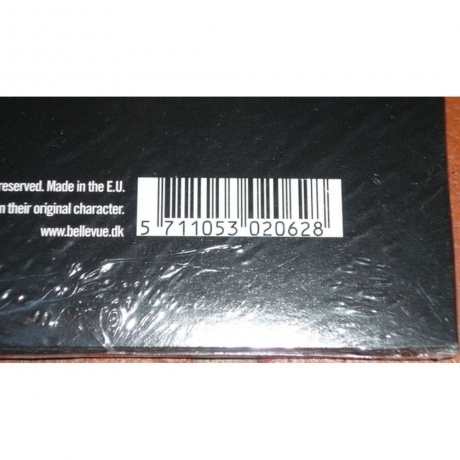 reserved. Made in the E.U.
n their original character.
www.bellevue.dk
5 711053 020628